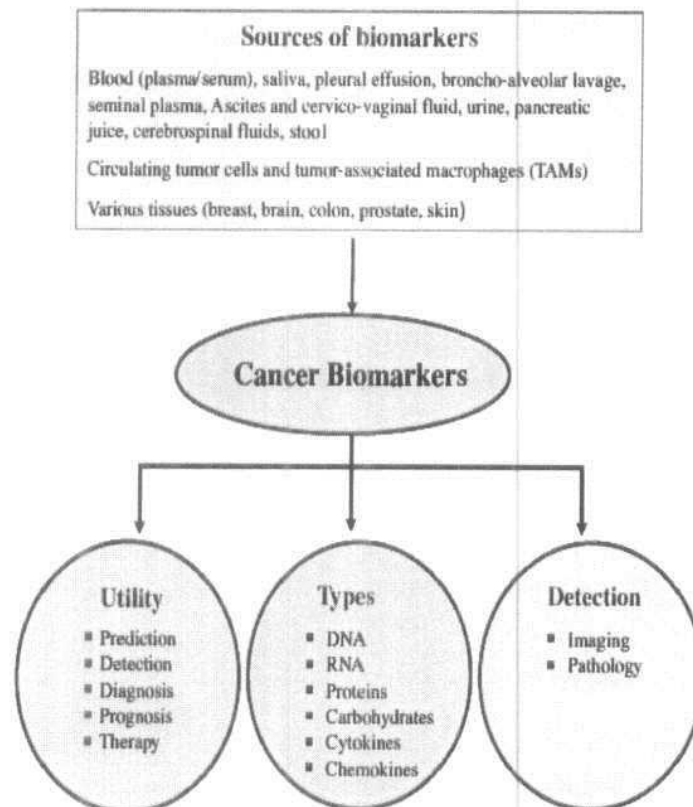 Sources of biomarkers
Blood (plasma/serum), saliva, pleural effusion, broncho-alveolar lavage,
seminal plasma, Ascites and cervico-vaginal fluid, urine, pancreatic
juice, cerebrospinal fluids, stool
Circulating tumor cells and tumor-associated macrophages (TAMs)
Various tissues (breast, brain, colon, prostate, skin)
Cancer Biomarkers
Utility
▪ Prediction
▪ Detection
▪ Diagnosis
▪ Prognosis
▪ Therapy
Types
▪ DNA
▪ RNA
▪ Proteins
▪ Carbohydrates
▪ Cytokines
▪ Chemokines
Detection
▪ Imaging
▪ Pathology